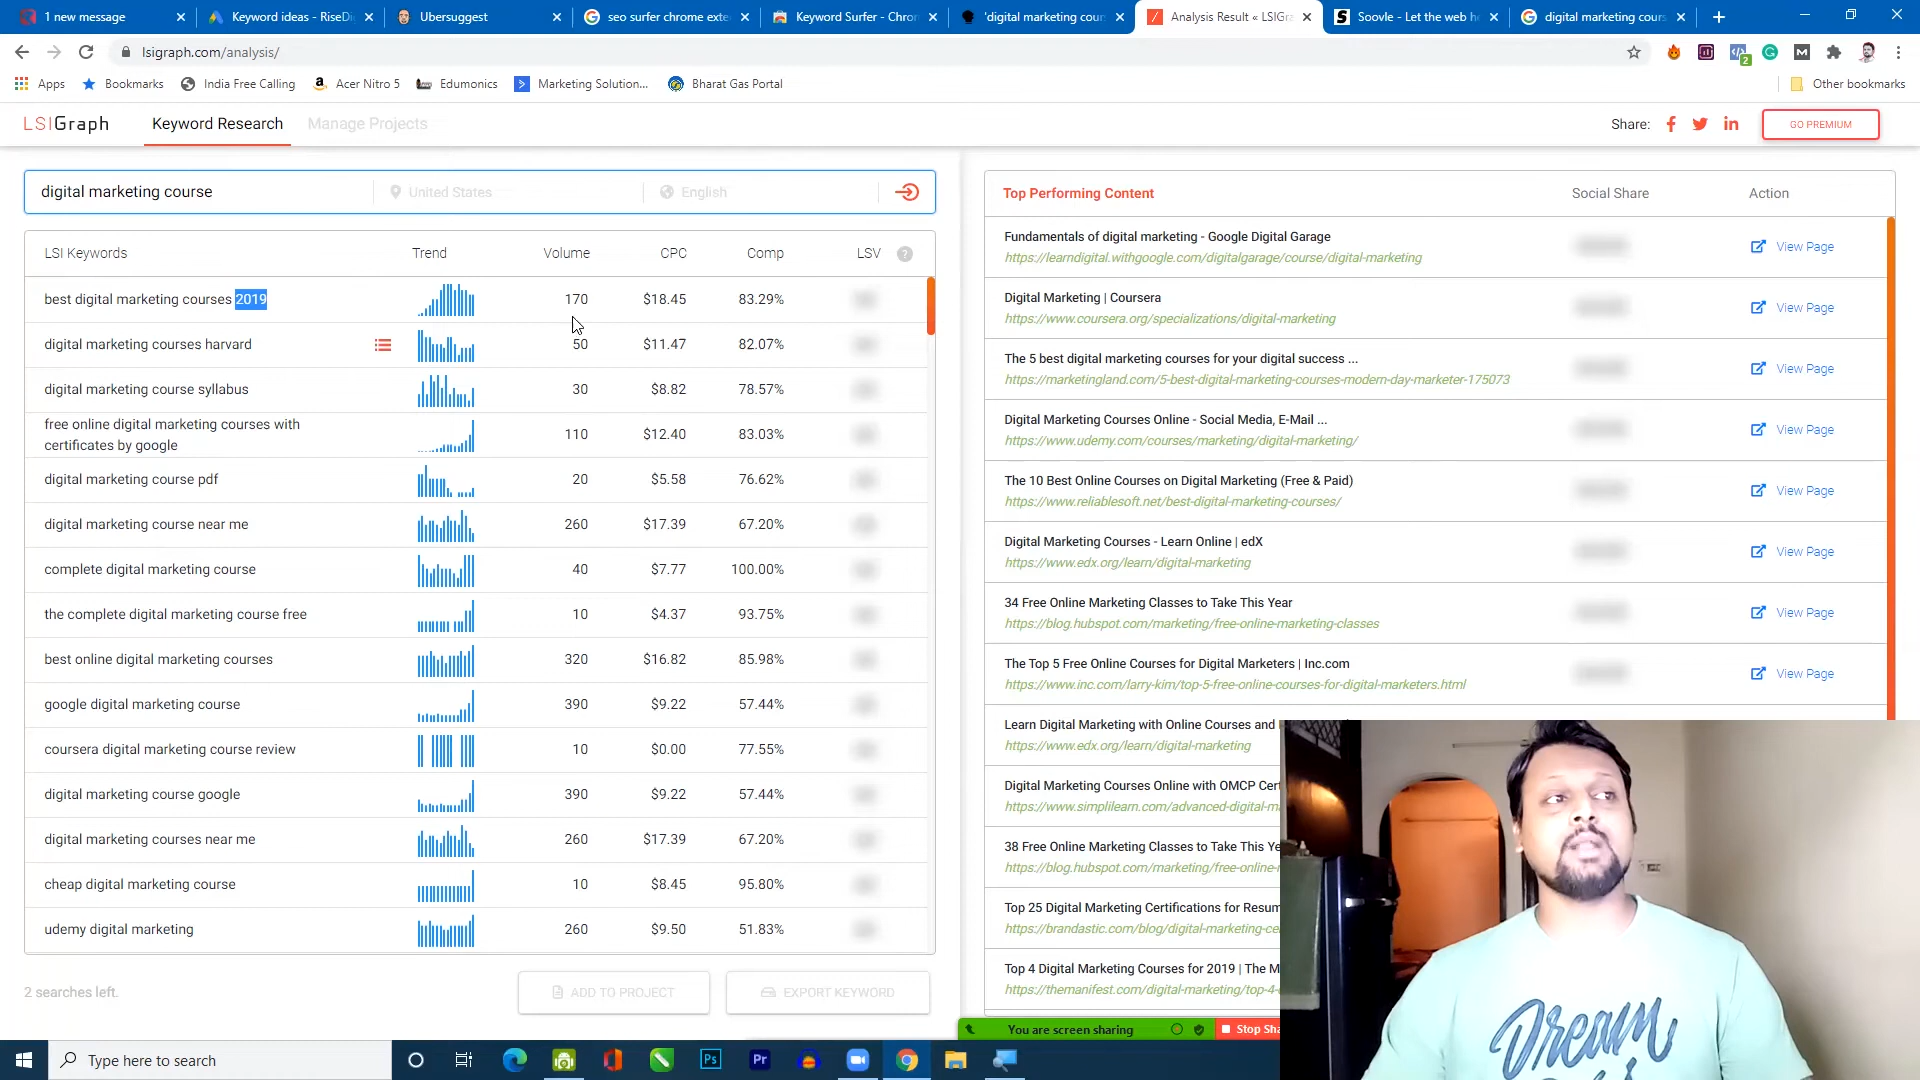 1 new message
Keyword ideas - RiseDi
Ubersuggest
seo surfer chrome exte
Keyword Surfer - Chro
'digital marketing cour
Analysis Result « LSIGra
Soovle - Let the web h
digital marketing cours
lsigraph.com/analysis/
Apps
Bookmarks
India Free Calling
Acer Nitro 5
Edumonics
Marketing Solution...
Bharat Gas Portal
Other bookmarks
LSIGraph
Keyword Research
Manage Projects
Share:
GO PREMIUM
digital marketing course
United States
English
LSI Keywords Trend Volume CPC Comp LSV ?
best digital marketing courses 2019 170 $18.45 83.29%
digital marketing courses harvard 50 $11.47 82.07%
digital marketing course syllabus 30 $8.82 78.57%
free online digital marketing courses with
certificates by google 110 $12.40 83.03%
digital marketing course pdf 20 $5.58 76.62%
digital marketing course near me 260 $17.39 67.20%
complete digital marketing course 40 $7.77 100.00%
the complete digital marketing course free 10 $4.37 93.75%
best online digital marketing courses 320 $16.82 85.98%
google digital marketing course 390 $9.22 57.44%
coursera digital marketing course review 10 $0.00 77.55%
digital marketing course google 390 $9.22 57.44%
digital marketing courses near me 260 $17.39 67.20%
cheap digital marketing course 10 $8.45 95.80%
udemy digital marketing 260 $9.50 51.83%
2 searches left.
ADD TO PROJECT
EXPORT KEYWORD
Top Performing Content Social Share Action
Fundamentals of digital marketing - Google Digital Garage
https://learndigital.withgoogle.com/digitalgarage/course/digital-marketing
View Page
Digital Marketing | Coursera
https://www.coursera.org/specializations/digital-marketing
View Page
The 5 best digital marketing courses for your digital success ...
https://marketingland.com/5-best-digital-marketing-courses-modern-day-marketer-175073
View Page
Digital Marketing Courses Online - Social Media, E-Mail ...
https://www.udemy.com/courses/marketing/digital-marketing/
View Page
The 10 Best Online Courses on Digital Marketing (Free & Paid)
https://www.reliablesoft.net/best-digital-marketing-courses/
View Page
Digital Marketing Courses - Learn Online | edX
https://www.edx.org/learn/digital-marketing
View Page
34 Free Online Marketing Classes to Take This Year
https://blog.hubspot.com/marketing/free-online-marketing-classes
View Page
The Top 5 Free Online Courses for Digital Marketers | Inc.com
https://www.inc.com/larry-kim/top-5-free-online-courses-for-digital-marketers.html
View Page
Learn Digital Marketing with Online Courses and
https://www.edx.org/learn/digital-marketing
Digital Marketing Courses Online with OMCP Cert
https://www.simplilearn.com/advanced-digital-m
38 Free Online Marketing Classes to Take This Ye
https://blog.hubspot.com/marketing/free-online-
Top 25 Digital Marketing Certifications for Resum
https://brandastic.com/blog/digital-marketing-ce
Top 4 Digital Marketing Courses for 2019 | The M
https://themanifest.com/digital-marketing/top-4-
You are screen sharing
Stop Sha
Dream
Type here to search